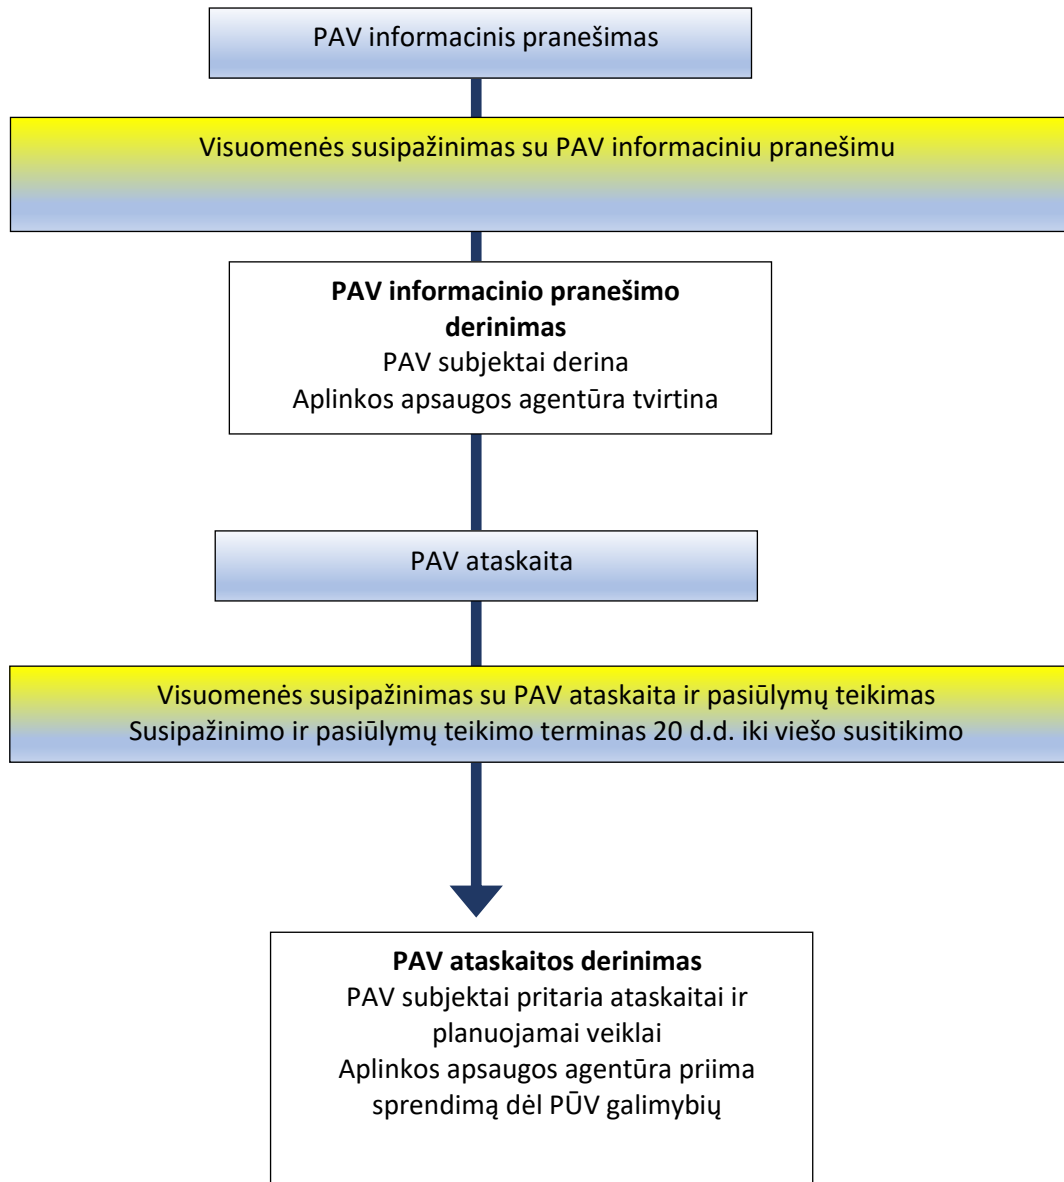 PAV informacinis pranešimas
Visuomenės susipažinimas su PAV informaciniu pranešimu
PAV informacinio pranešimo
derinimas
PAV subjektai derina
Aplinkos apsaugos agentūra tvirtina
PAV ataskaita
Visuomenės susipažinimas su PAV ataskaita ir pasiūlymų teikimas
Susipažinimo ir pasiūlymų teikimo terminas 20 d.d. iki viešo susitikimo
PAV ataskaitos derinimas
PAV subjektai pritaria ataskaitai ir
planuojamai veiklai
Aplinkos apsaugos agentūra priima
sprendimą dėl PŪV galimybių